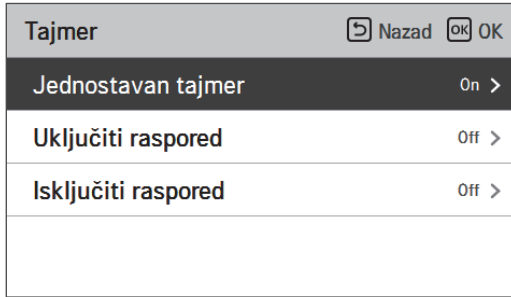 Tajmer Nazad OK OK
Jednostavan tajmer On >
Uključiti raspored Off >
Isključiti raspored Off >